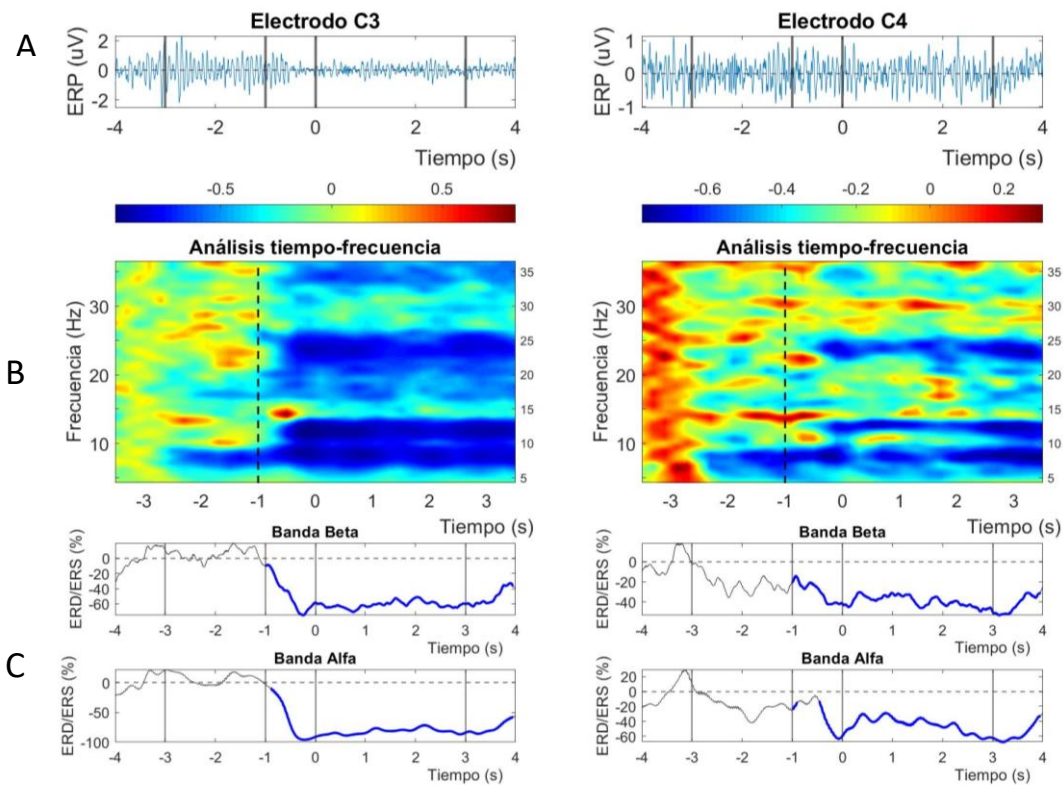 A
Electrodo C3
ERP (uV)
2
0
-2
-4 -2 0 2 4
Tiempo (s)
Electrodo C4
ERP (uV)
1
0
-1
-4 -2 0 2 4
Tiempo (s)
-0.5 0 0.5
-0.6 -0.4 -0.2 0 0.2
B
Análisis tiempo-frecuencia
Frecuencia (Hz)
30
20
10
35
30
25
20
15
10
5
-3 -2 -1 0 1 2 3
Tiempo (s)
Análisis tiempo-frecuencia
Frecuencia (Hz)
30
20
10
35
30
25
20
15
10
5
-3 -2 -1 0 1 2 3
Tiempo (s)
C
Banda Beta
ERD/ERS (%)
0
-20
-40
-60
-4 -3 -2 -1 0 1 2 3 4
Tiempo (s)
Banda Beta
ERD/ERS (%)
0
-20
-40
-4 -3 -2 -1 0 1 2 3 4
Tiempo (s)
Banda Alfa
ERD/ERS (%)
0
-50
-100
-4 -3 -2 -1 0 1 2 3 4
Tiempo (s)
Banda Alfa
ERD/ERS (%)
20
0
-20
-40
-60
-4 -3 -2 -1 0 1 2 3 4
Tiempo (s)